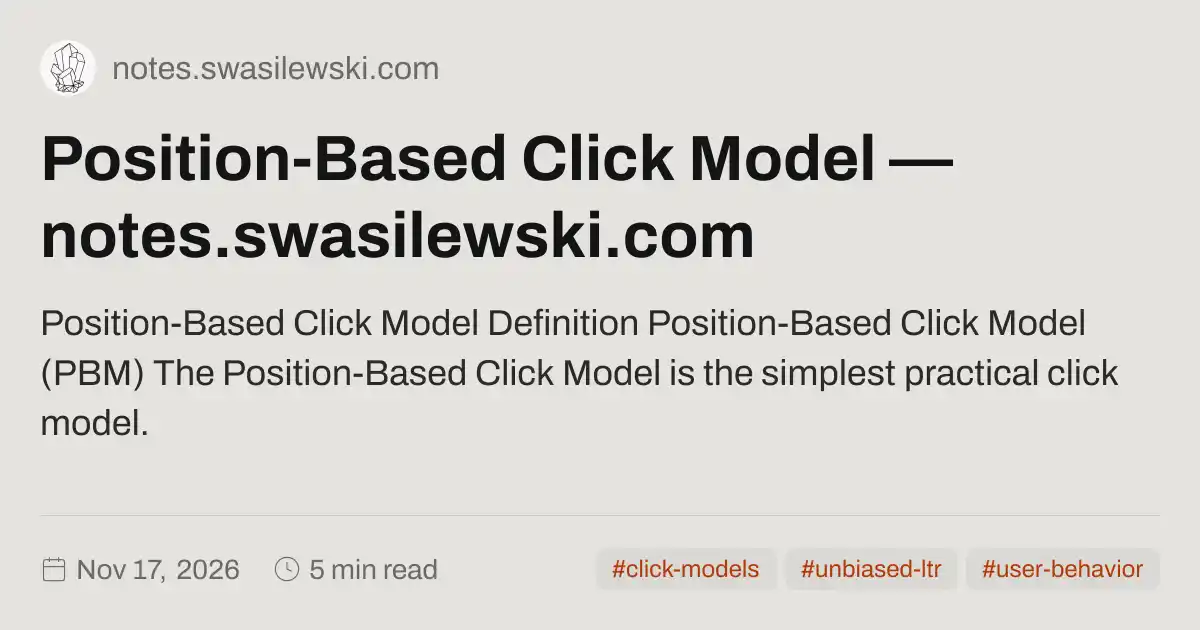 notes.swasilewski.com
Position-Based Click Model —
notes.swasilewski.com
Position-Based Click Model Definition Position-Based Click Model
(PBM) The Position-Based Click Model is the simplest practical click
model.
Nov 17, 2026 5 min read #click-models #unbiased-ltr #user-behavior